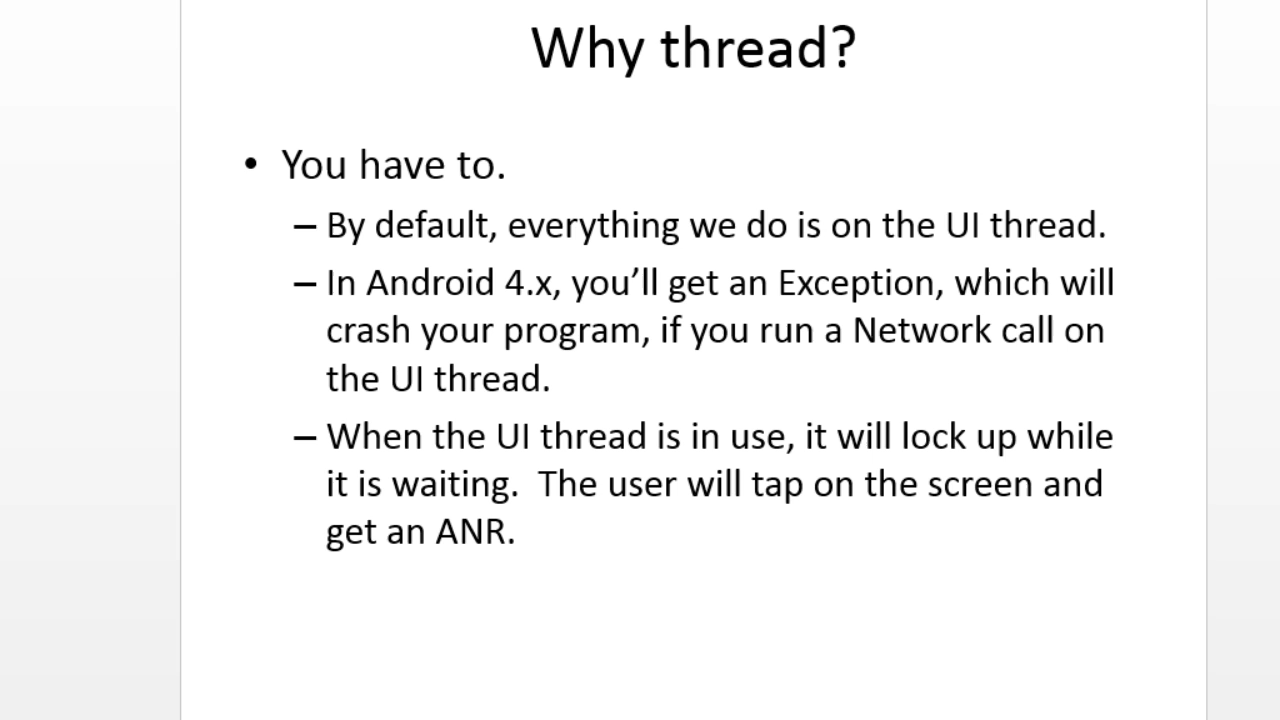 Why thread?
• You have to.
– By default, everything we do is on the UI thread.
– In Android 4.x, you’ll get an Exception, which will
crash your program, if you run a Network call on
the UI thread.
– When the UI thread is in use, it will lock up while
it is waiting.  The user will tap on the screen and
get an ANR.